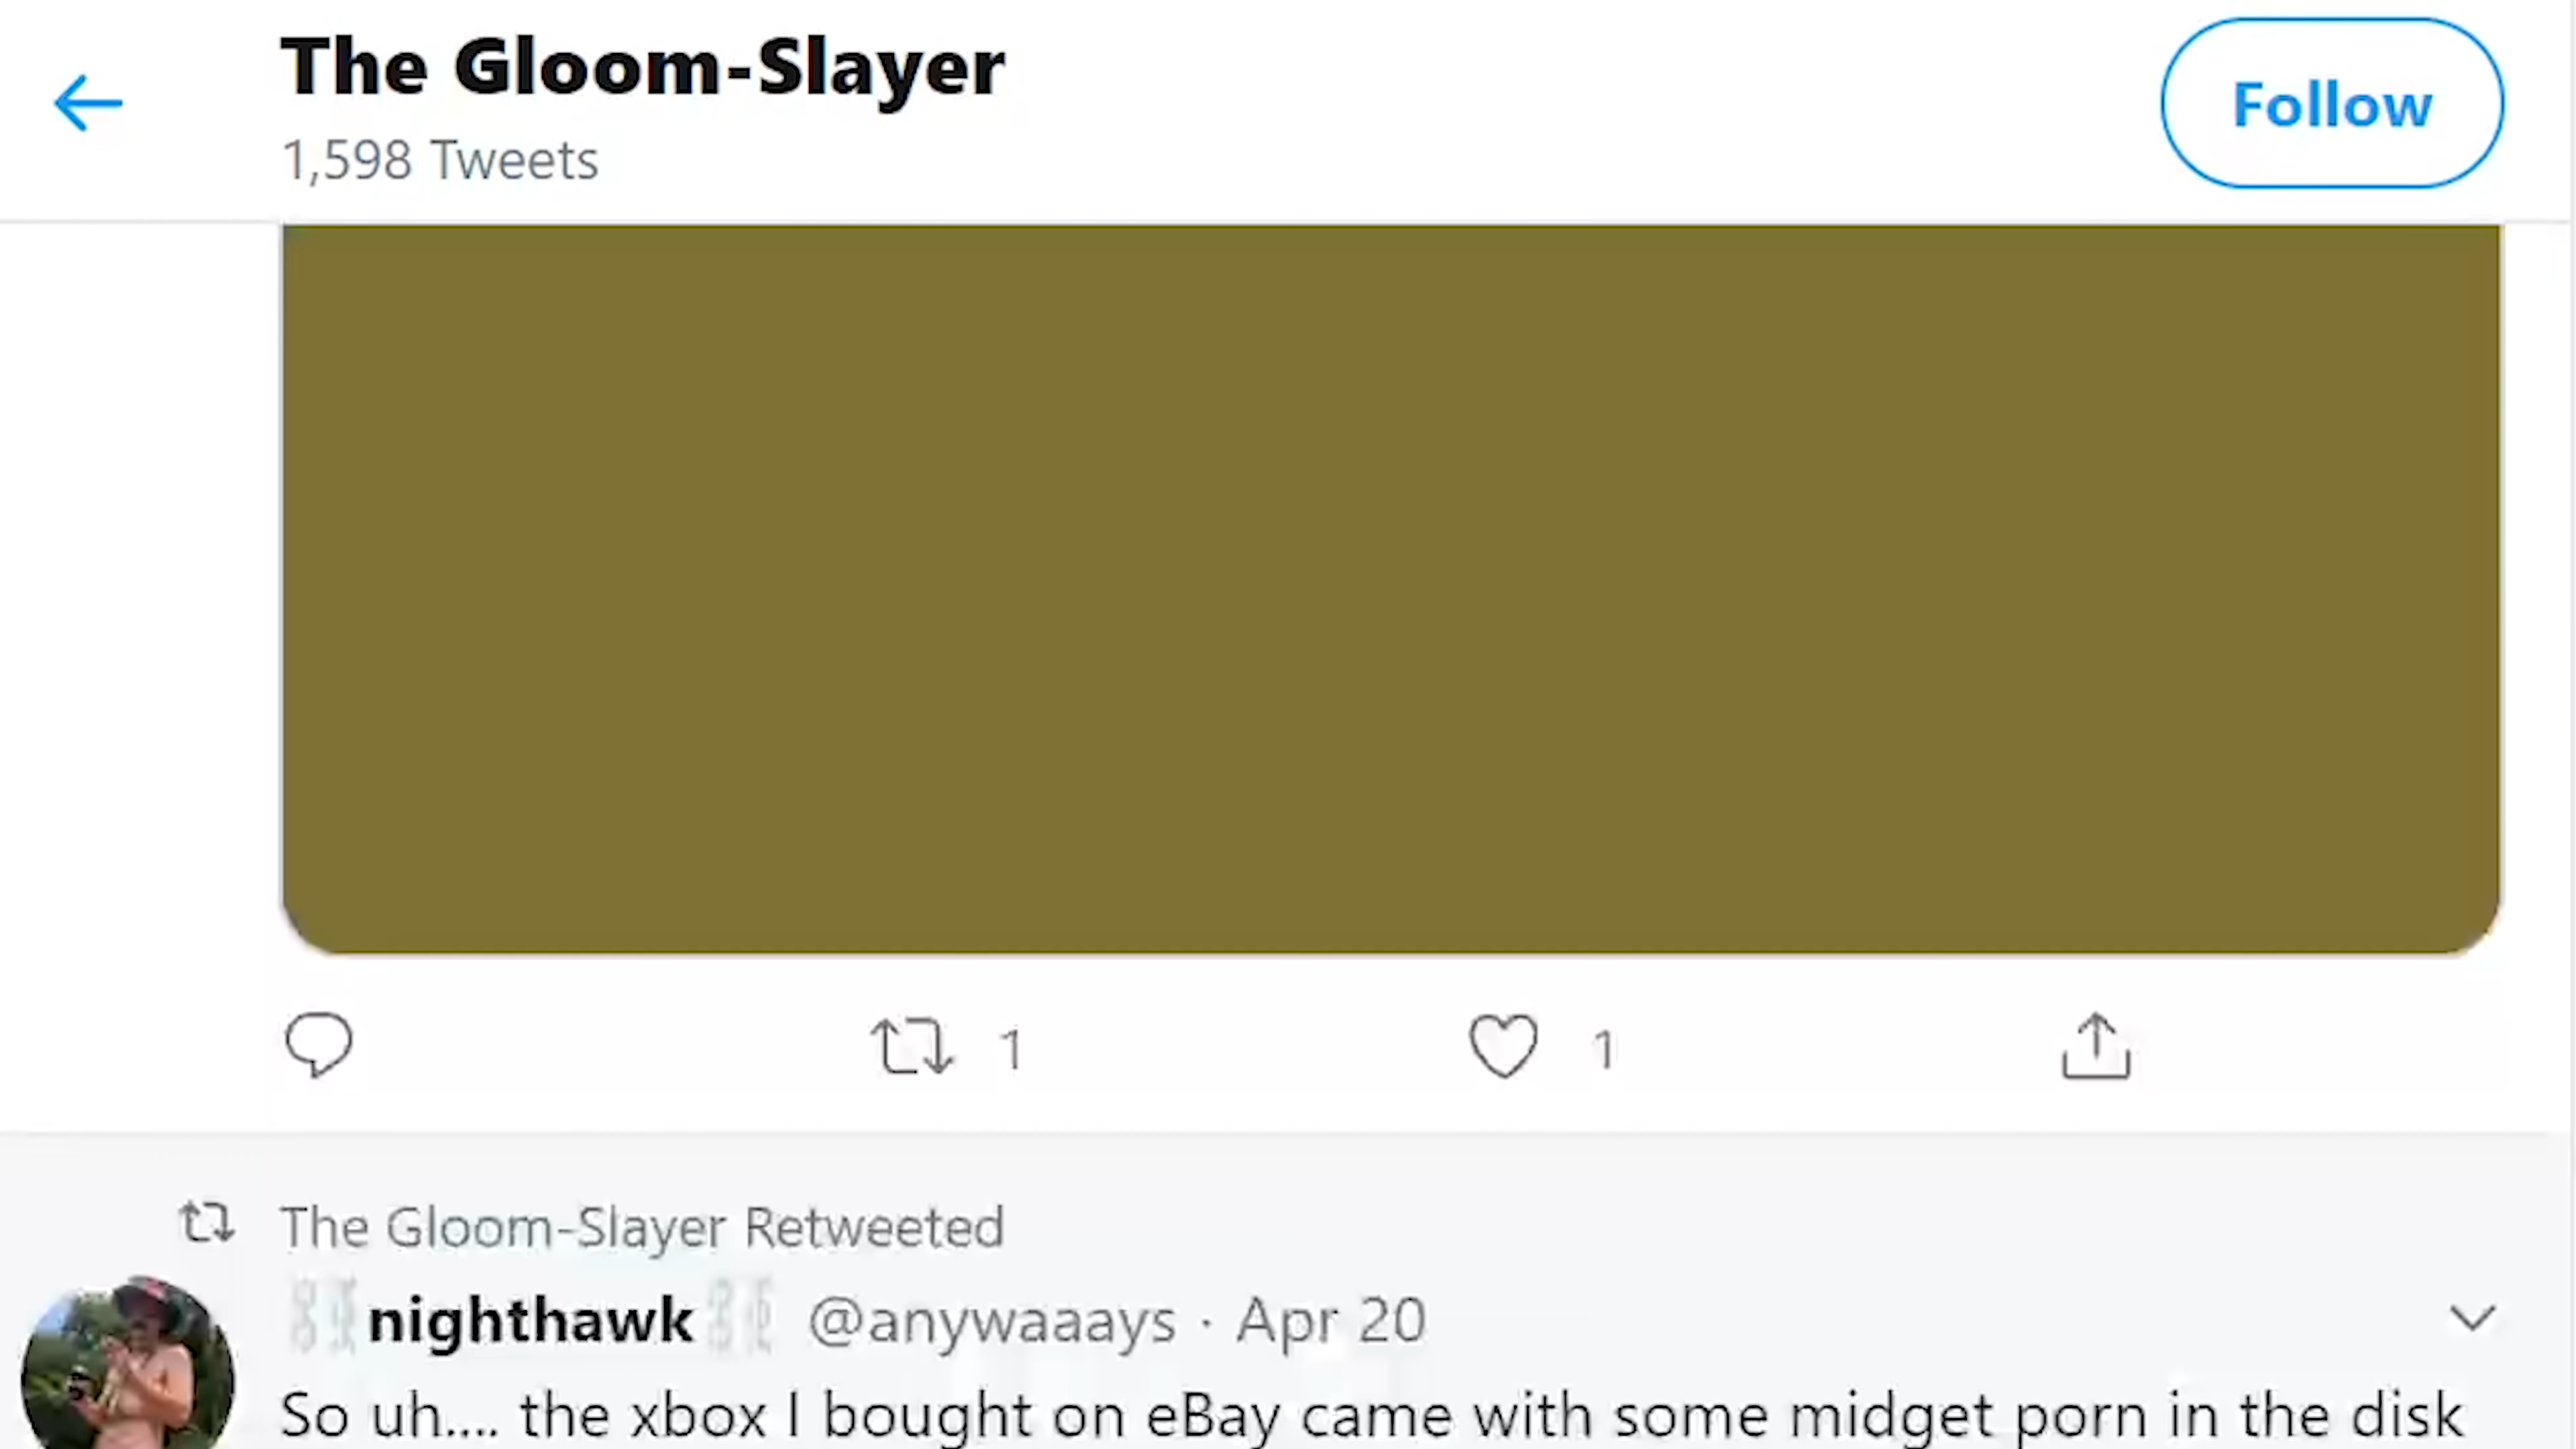 The Gloom-Slayer
1,598 Tweets
Follow
1
1
The Gloom-Slayer Retweeted
nighthawk @anywaaays · Apr 20
So uh.... the xbox I bought on eBay came with some midget porn in the disk